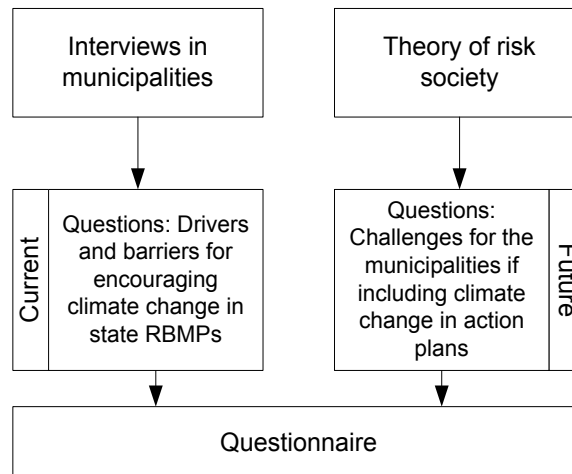 Interviews in
municipalities
Theory of risk
society
Current
Questions: Drivers
and barriers for
encouraging
climate change in
state RBMPs
Questions:
Challenges for the
municipalities if
including climate
change in action
plans
Future
Questionnaire